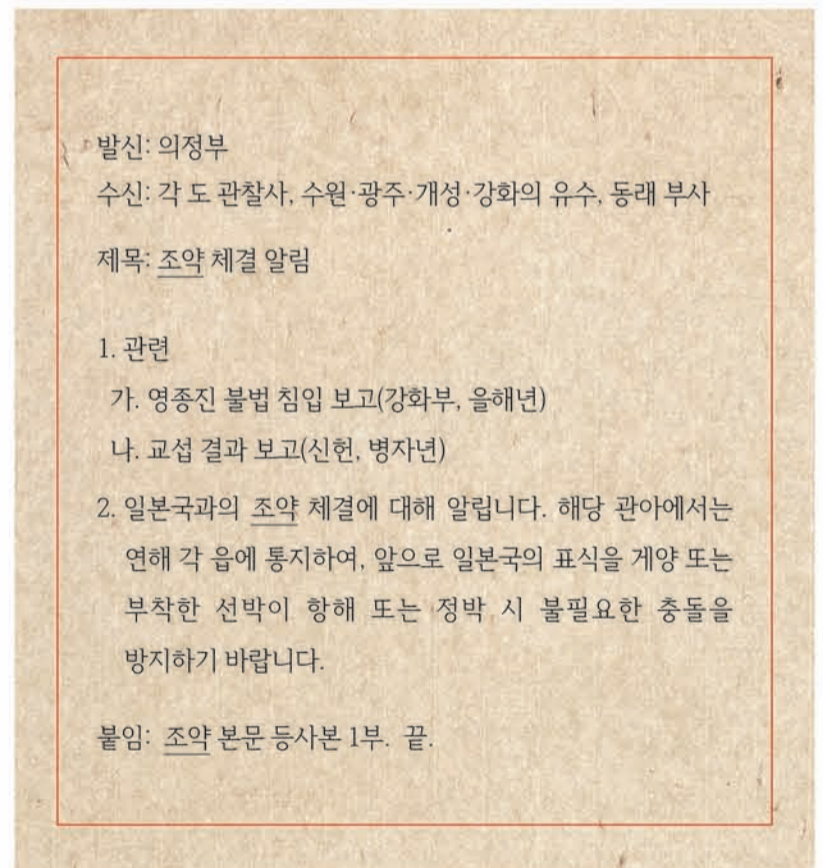 발신: 의정부
수신: 각 도 관찰사, 수원·광주·개성·강화의 유수, 동래 부사
제목: 조약 체결 알림
1. 관련
가. 영종진 불법 침입 보고(강화부, 을해년)
나. 교섭 결과 보고(신헌, 병자년)
2. 일본국과의 조약 체결에 대해 알립니다. 해당 관아에서는
연해 각 읍에 통지하여, 앞으로 일본국의 표식을 게양 또는
부착한 선박이 항해 또는 정박 시 불필요한 충돌을
방지하기 바랍니다.
붙임: 조약 본문 등사본 1부. 끝.